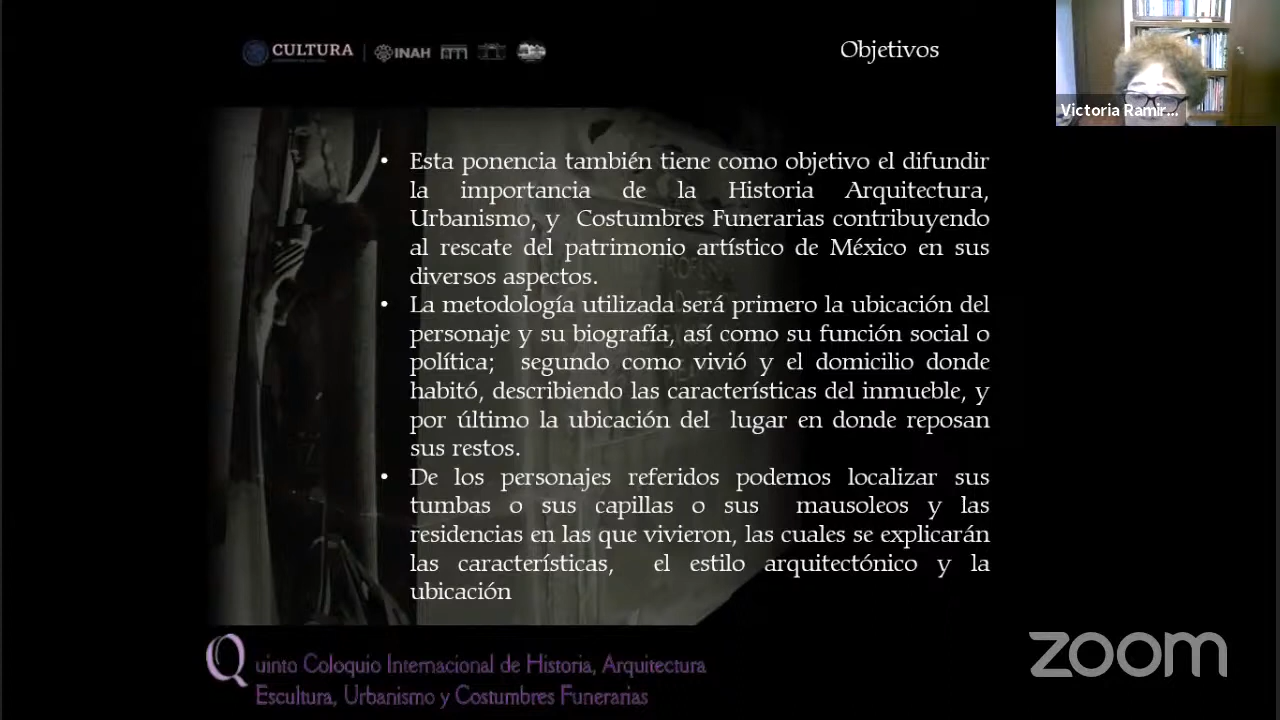 CULTURA
INAH
Objetivos
Victoria Ramir...
• Esta ponencia también tiene como objetivo el difundir
la importancia de la Historia Arquitectura,
Urbanismo, y Costumbres Funerarias contribuyendo
al rescate del patrimonio artístico de México en sus
diversos aspectos.
• La metodología utilizada será primero la ubicación del
personaje y su biografía, así como su función social o
política; segundo como vivió y el domicilio donde
habitó, describiendo las características del inmueble, y
por último la ubicación del lugar en donde reposan
sus restos.
• De los personajes referidos podemos localizar sus
tumbas o sus capillas o sus mausoleos y las
residencias en las que vivieron, las cuales se explicarán
las características, el estilo arquitectónico y la
ubicación
Quinto Coloquio Internacional de Historia, Arquitectura
Escultura, Urbanismo y Costumbres Funerarias
zoom